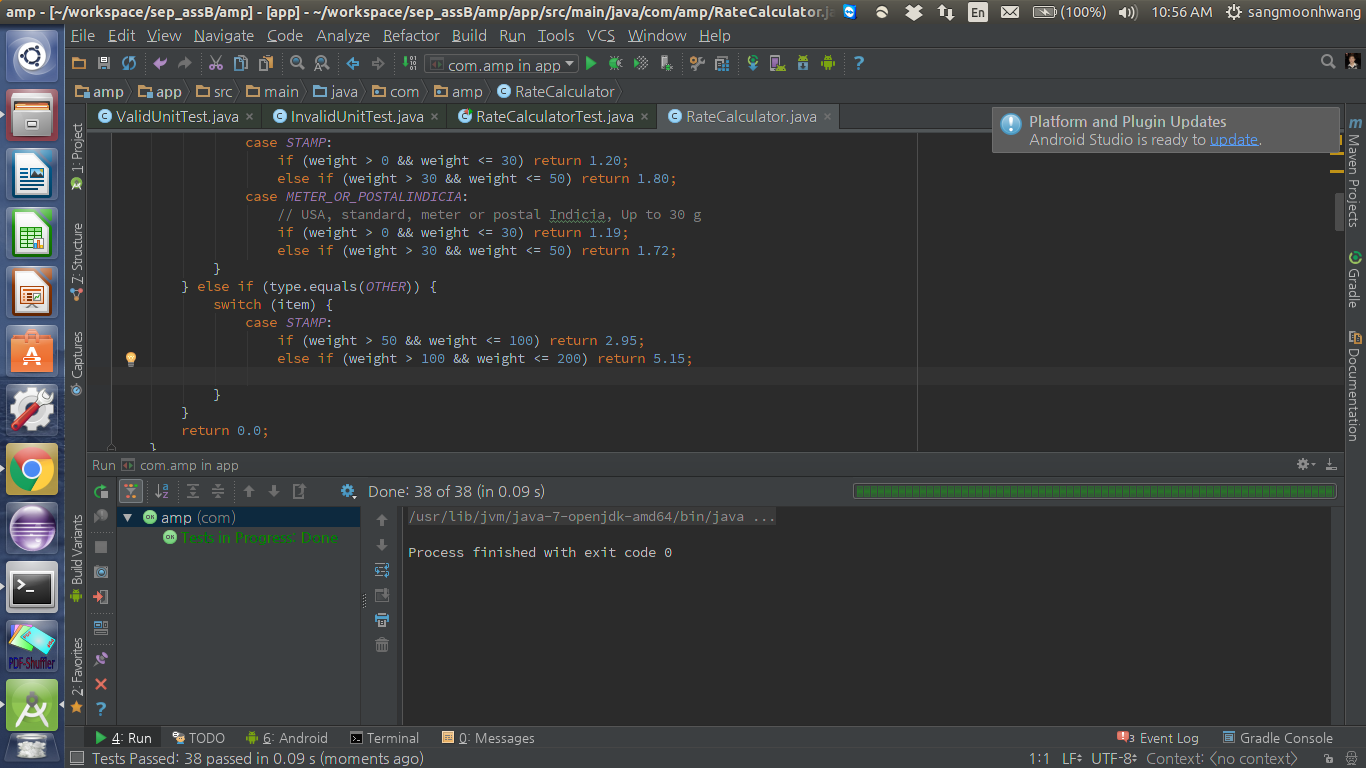 amp - [~/workspace/sep_assB/amp] - [app] - ~/workspace/sep_assB/amp/app/src/main/java/com/amp/RateCalculator.j
En (100%) 10:56 AM sangmoonhwang
File Edit View Navigate Code Analyze Refactor Build Run Tools VCS Window Help
com.amp in app
amp app src main java com amp RateCalculator
ValidUnitTest.java InvalidUnitTest.java RateCalculatorTest.java RateCalculator.java
Platform and Plugin Updates
Android Studio is ready to update.
case STAMP:
if (weight > 0 && weight <= 30) return 1.20;
else if (weight > 30 && weight <= 50) return 1.80;
case METER_OR_POSTALINDICIA:
// USA, standard, meter or postal Indicia, Up to 30 g
if (weight > 0 && weight <= 30) return 1.19;
else if (weight > 30 && weight <= 50) return 1.72;
}
} else if (type.equals(OTHER)) {
switch (item) {
case STAMP:
if (weight > 50 && weight <= 100) return 2.95;
else if (weight > 100 && weight <= 200) return 5.15;
}
}
return 0.0;
}
1: Project
7: Structure
Captures
Build Variants
2: Favorites
Maven Projects
Gradle
Documentation
Run com.amp in app
Done: 38 of 38 (in 0.09 s)
amp (com)
Tests in Progress: Done
/usr/lib/jvm/java-7-openjdk-amd64/bin/java ...
Process finished with exit code 0
PDF-Shuffler
4: Run TODO 6: Android Terminal 0: Messages 3 Event Log Gradle Console
Tests Passed: 38 passed in 0.09 s (moments ago) 1:1 LF UTF-8 Context: <no context>